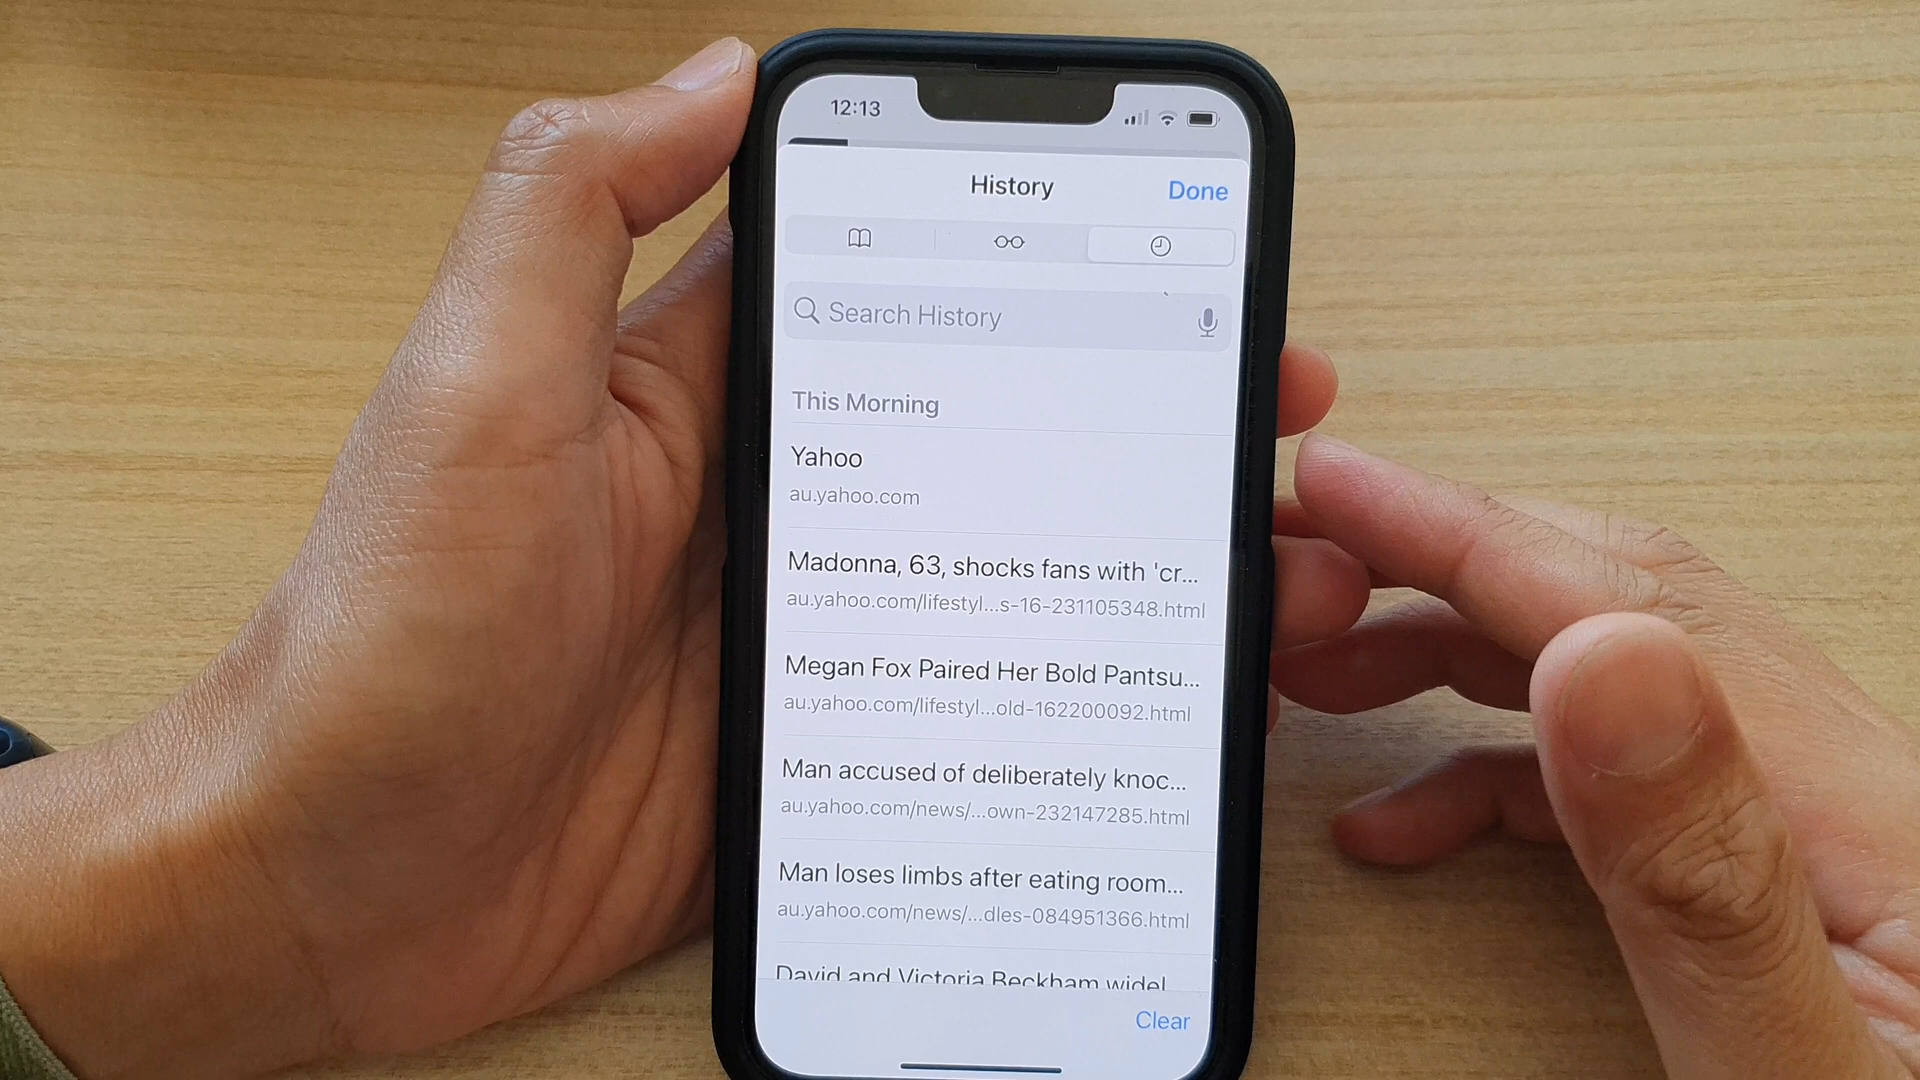 12:13
History
Done
Search History
This Morning
Yahoo
au.yahoo.com
Madonna, 63, shocks fans with 'cr...
au.yahoo.com/lifestyl...s-16-231105348.html
Megan Fox Paired Her Bold Pantsu...
au.yahoo.com/lifestyl...old-162200092.html
Man accused of deliberately knoc...
au.yahoo.com/news/...own-232147285.html
Man loses limbs after eating room...
au.yahoo.com/news/...dles-084951366.html
David and Victoria Beckham widel
Clear